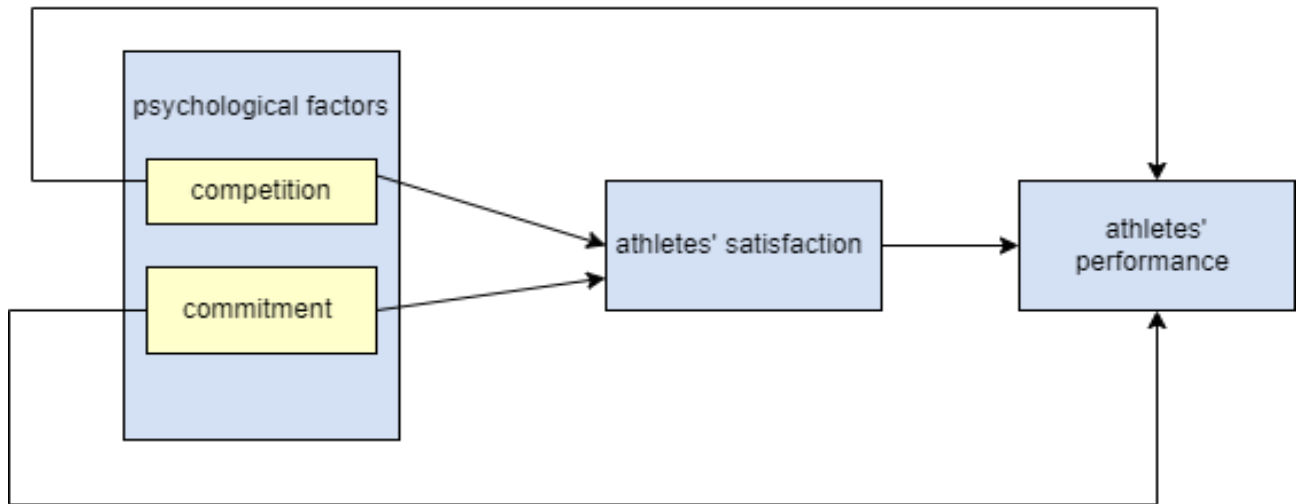 psychological factors
competition
commitment
athletes' satisfaction
athletes'
performance